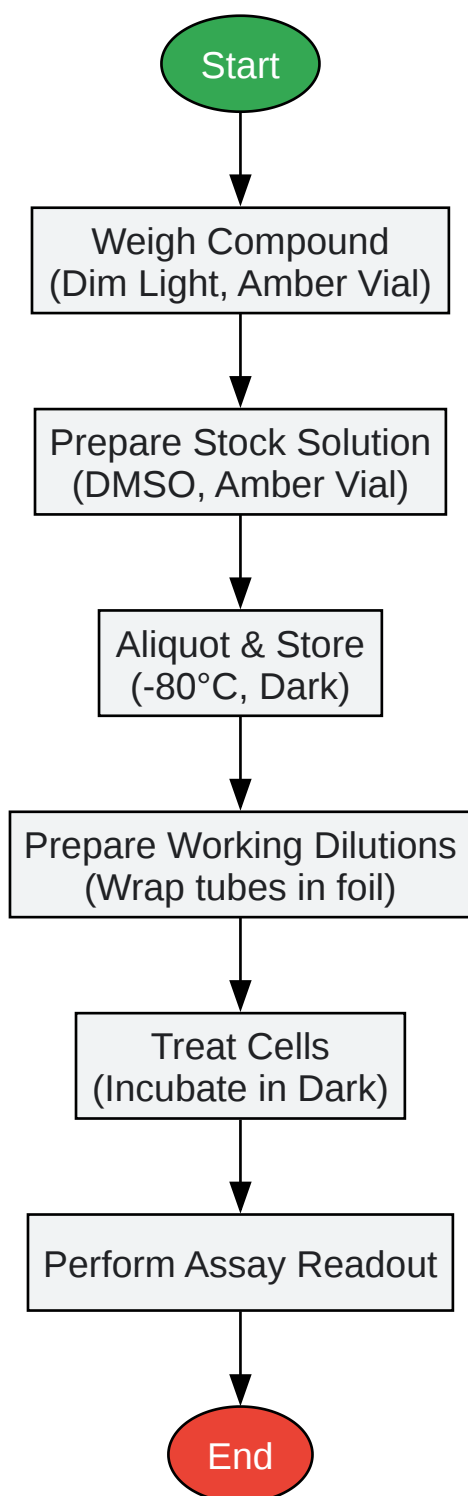 Start
Weigh Compound
(Dim Light, Amber Vial)
Prepare Stock Solution
(DMSO, Amber Vial)
Aliquot & Store
(-80°C, Dark)
Prepare Working Dilutions
(Wrap tubes in foil)
Treat Cells
(Incubate in Dark)
Perform Assay Readout
End